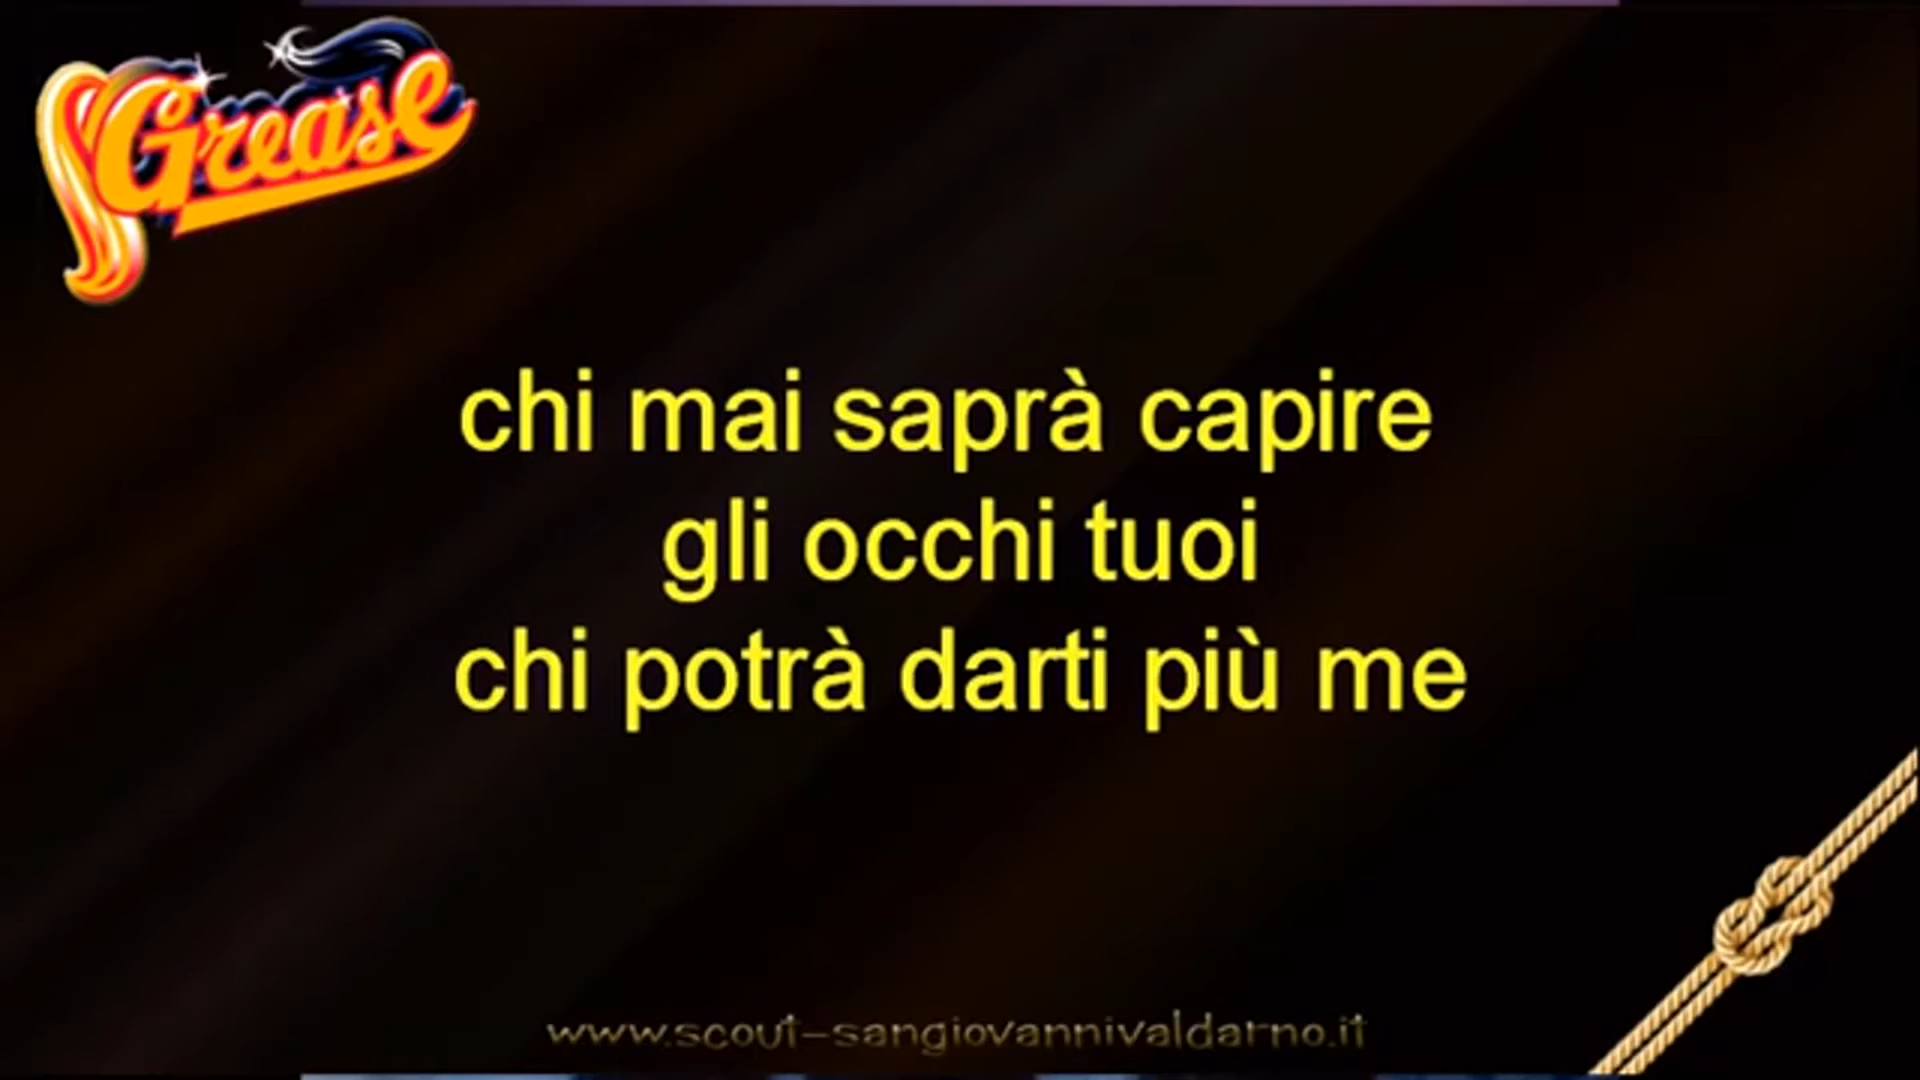 Grease
chi mai saprà capire
gli occhi tuoi
chi potrà darti più me
www.scout-sangiovannivaldarno.it